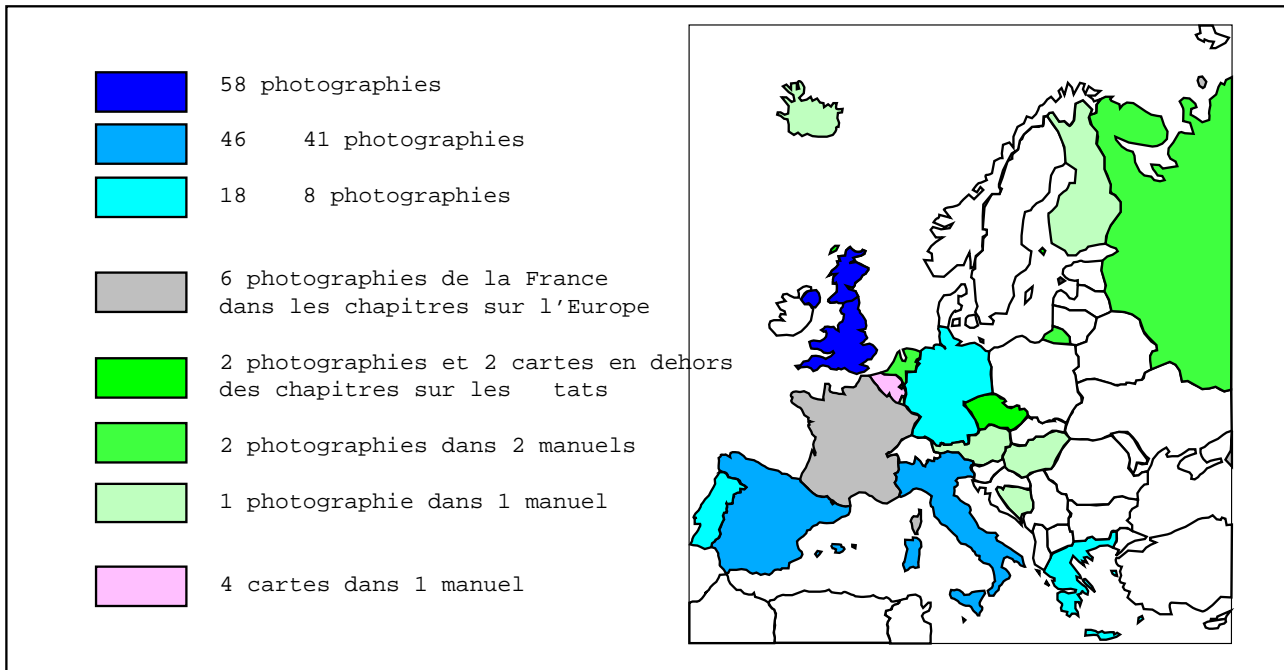 58 photographies
46 41 photographies
18 8 photographies
6 photographies de la France
dans les chapitres sur l'Europe
2 photographies et 2 cartes en dehors
des chapitres sur les tats
2 photographies dans 2 manuels
1 photographie dans 1 manuel
4 cartes dans 1 manuel